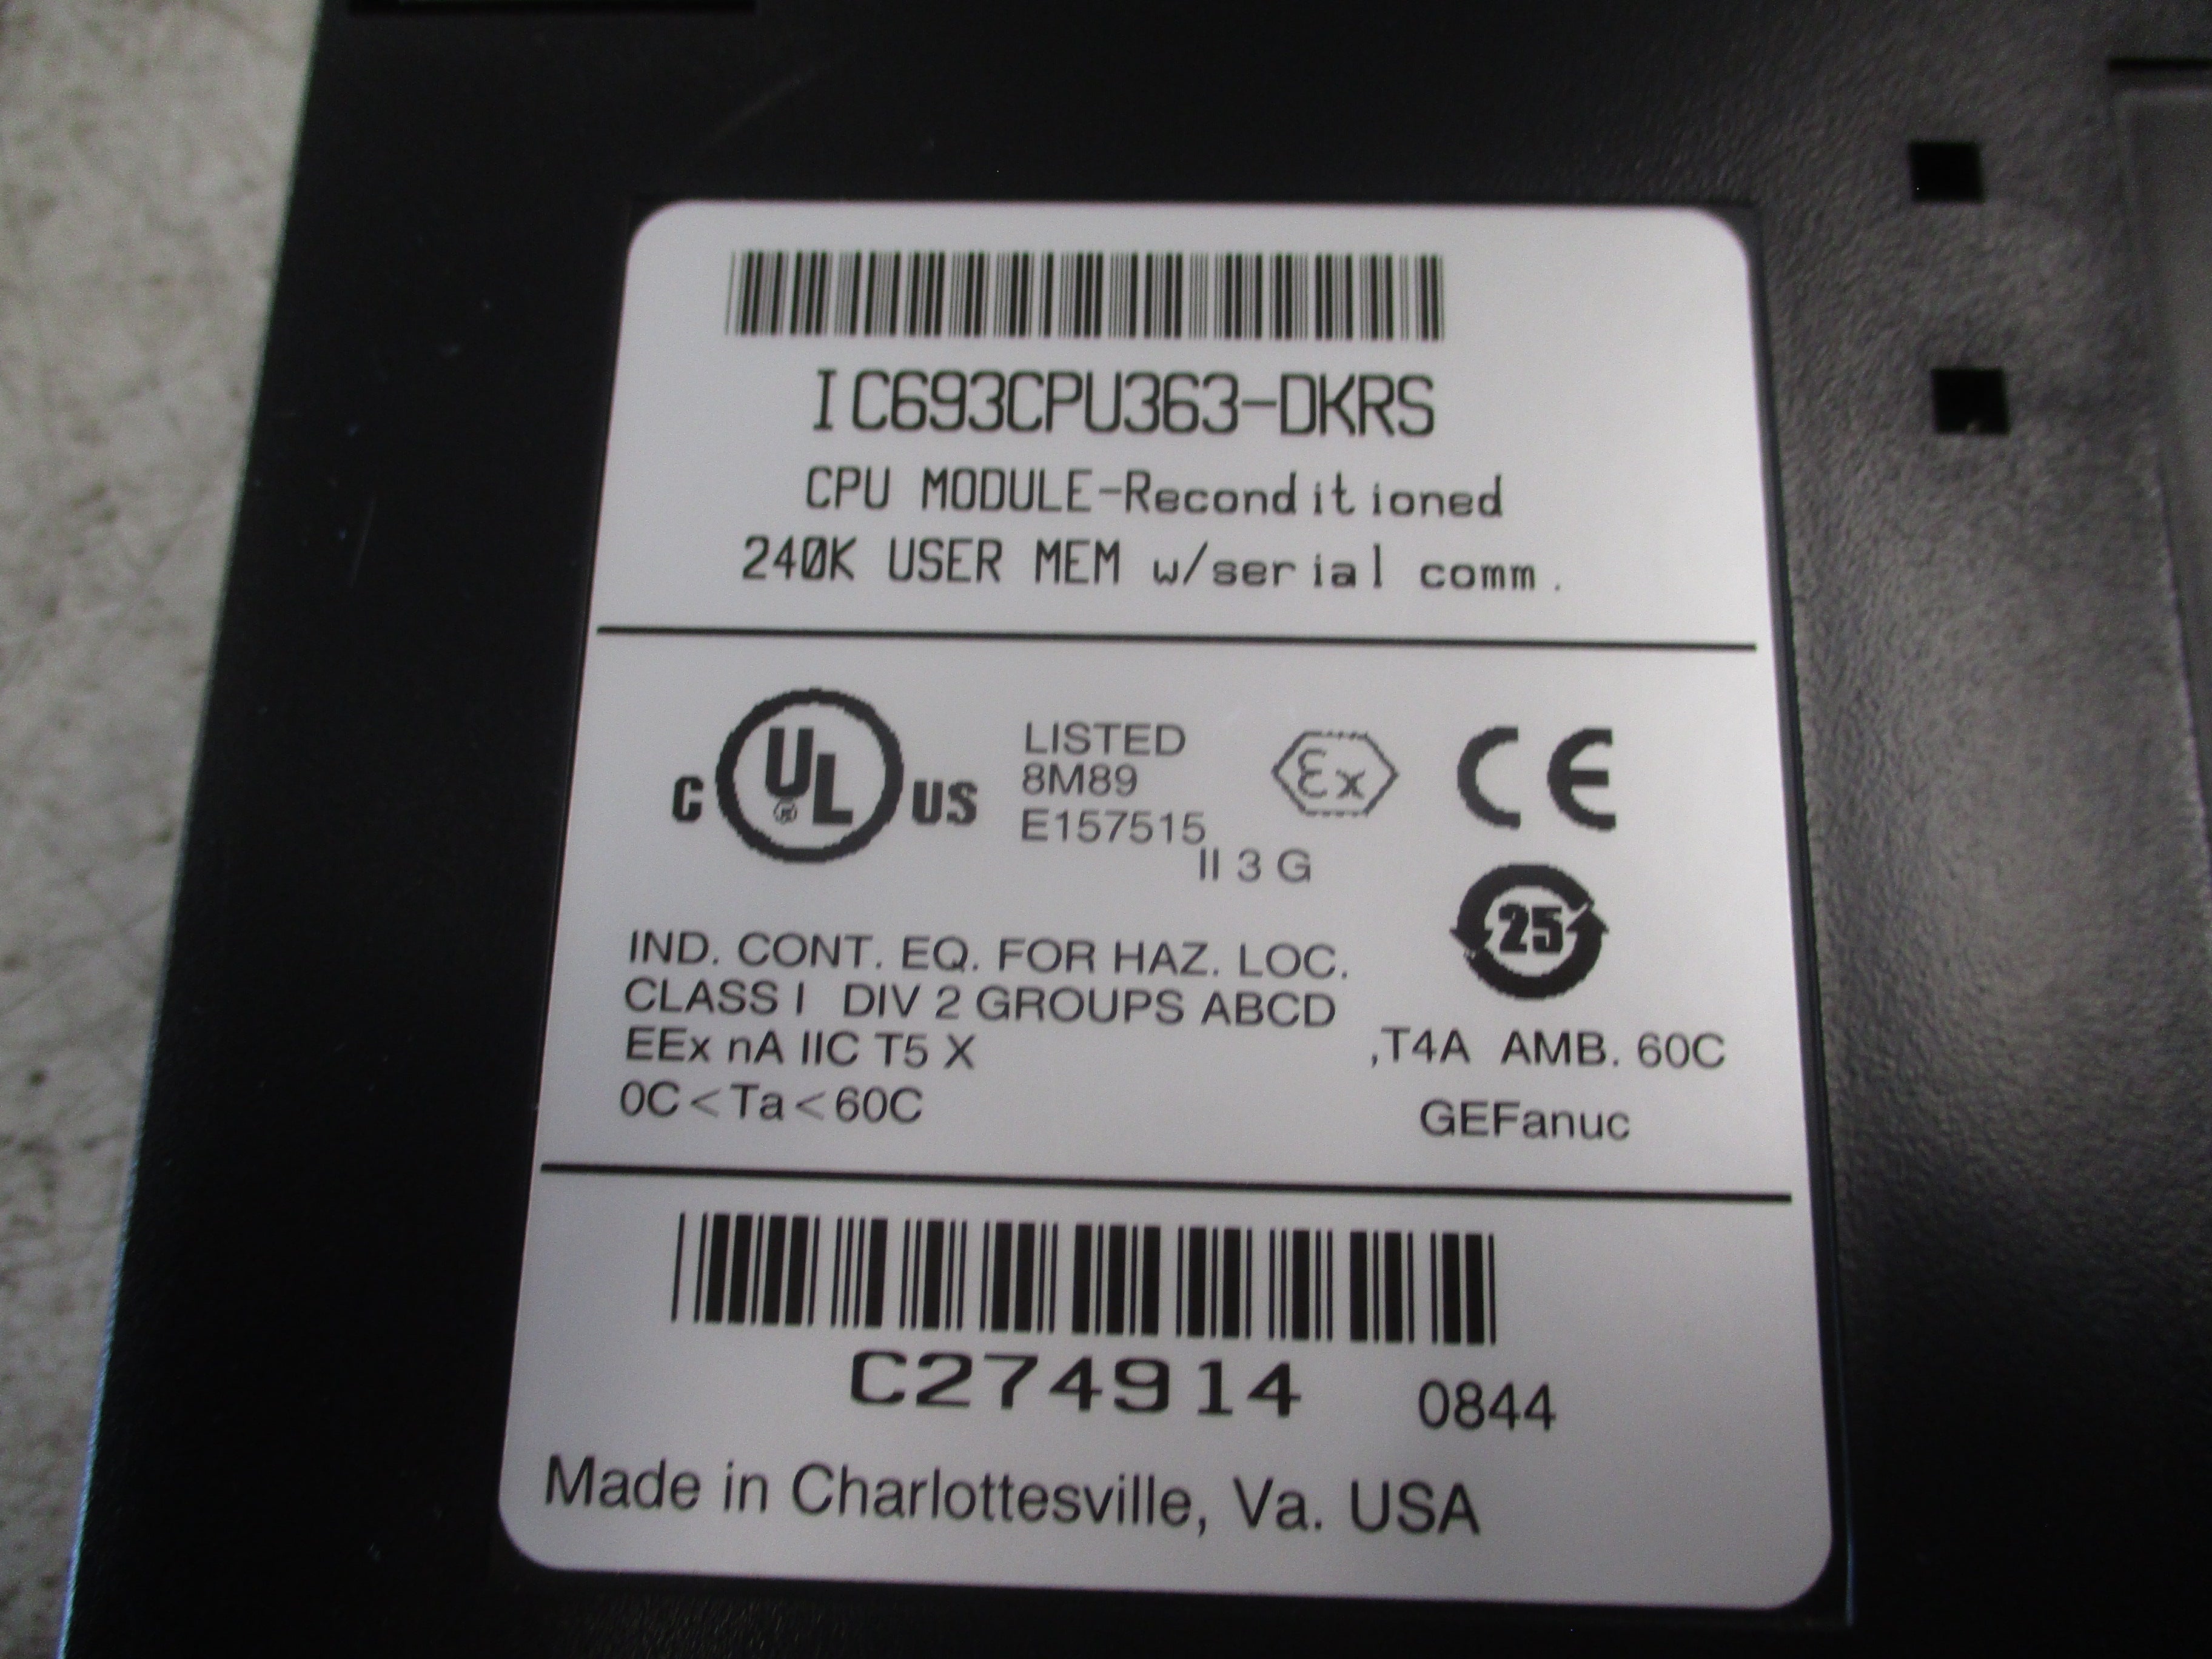 IC693CPU363-DKRS
CPU MODULE-Reconditioned
240K USER MEM w/serial comm.
C UL ® US
LISTED
8M89
E157515
II 3 G
Ex
CE
25
IND. CONT. EQ. FOR HAZ. LOC.
CLASS I DIV 2 GROUPS ABCD
EEx nA IIC T5 X ,T4A AMB. 60C
0C<Ta<60C GEFanuc
C274914 0844
Made in Charlottesville, Va. USA